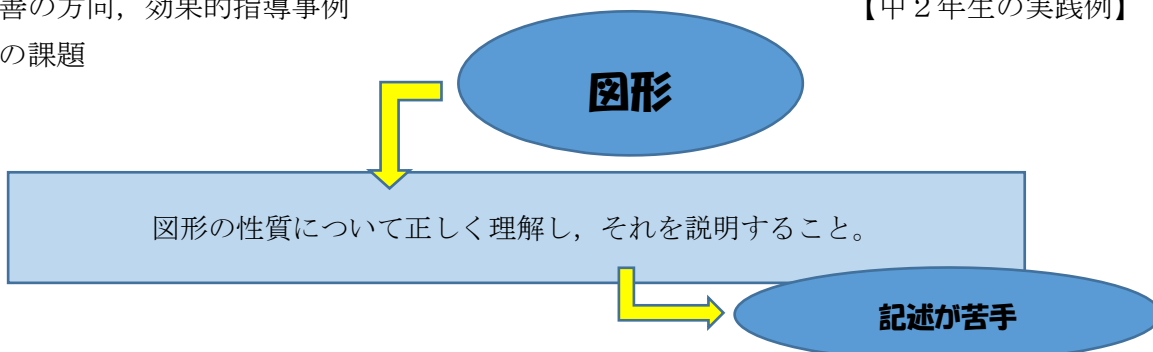 善の方向，効果的指導事例
【中２年生の実践例】
の課題
図形
図形の性質について正しく理解し，それを説明すること。
記述が苦手